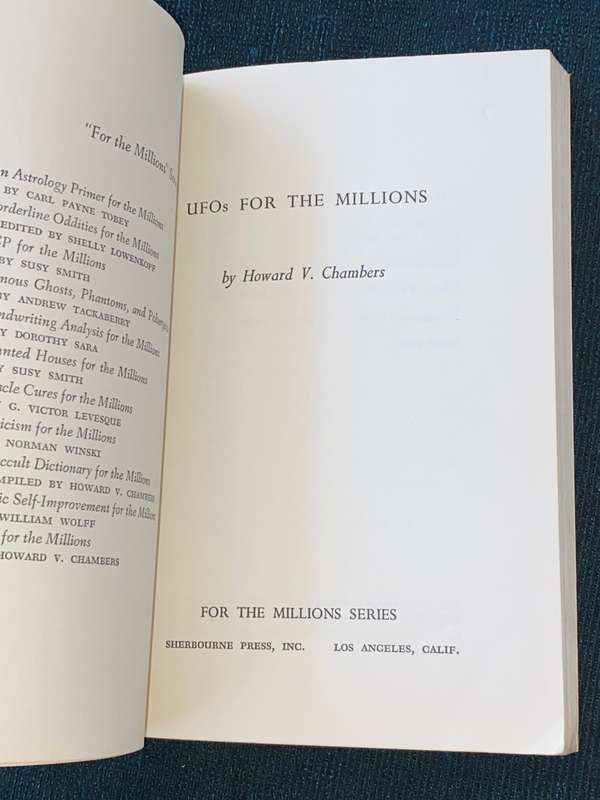 "For the Millions"
n Astrology Primer for the Millions
BY CARL PAYNE TOBEY
orderline Oddities for the Millions
EDITED BY SHELLY LOWENKOPF
P for the Millions
BY SUSY SMITH
mous Ghosts, Phantoms, and
BY ANDREW TACKABERRY
ndwriting Analysis for the Millions
Y DOROTHY SARA
unted Houses for the Millions
Y SUSY SMITH
acle Cures for the Millions
G. VICTOR LEVESQUE
icism for the Millions
NORMAN WINSKI
ccult Dictionary for the Millions
MPILED BY HOWARD V. CHAMBERS
ic Self-Improvement for the Millions
WILLIAM WOLFF
for the Millions
HOWARD V. CHAMBERS
UFOs FOR THE MILLIONS
by Howard V. Chambers
FOR THE MILLIONS SERIES
SHERBOURNE PRESS, INC. LOS ANGELES, CALIF.